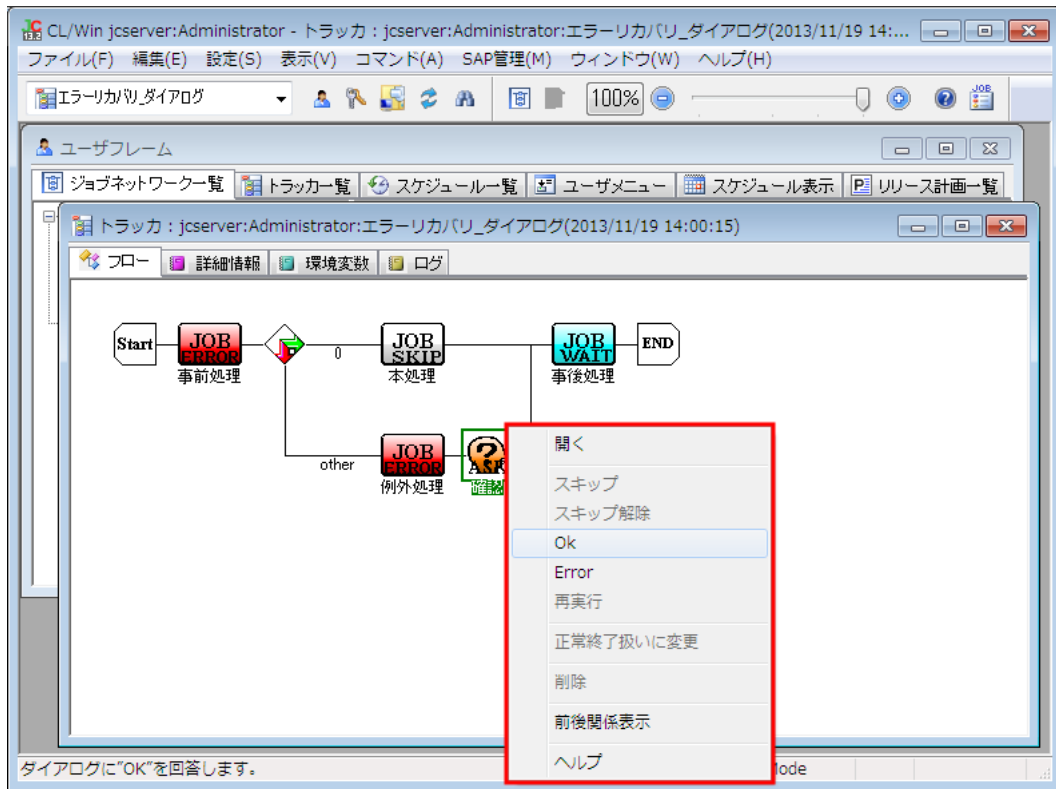 CL/Win jcserver:Administrator - トラッカ : jcserver:Administrator:エラーリカバリ_ダイアログ(2013/11/19 14:...
ファイル(F) 編集(E) 設定(S) 表示(V) コマンド(A) SAP管理(M) ウィンドウ(W) ヘルプ(H)
エラーリカバリ_ダイアログ 100% JOB
ユーザフレーム
ジョブネットワーク一覧 トラッカ一覧 スケジュール一覧 ユーザメニュー スケジュール表示 リリース計画一覧
トラッカ : jcserver:Administrator:エラーリカバリ_ダイアログ(2013/11/19 14:00:15)
フロー 詳細情報 環境変数 ログ
Start JOB ERROR 0 JOB SKIP JOB WAIT END
事前処理 本処理 事後処理
other JOB ERROR ASK
例外処理 確認
開く
スキップ
スキップ解除
Ok
Error
再実行
正常終了扱いに変更
削除
前後関係表示
ヘルプ
ダイアログに"OK"を回答します。